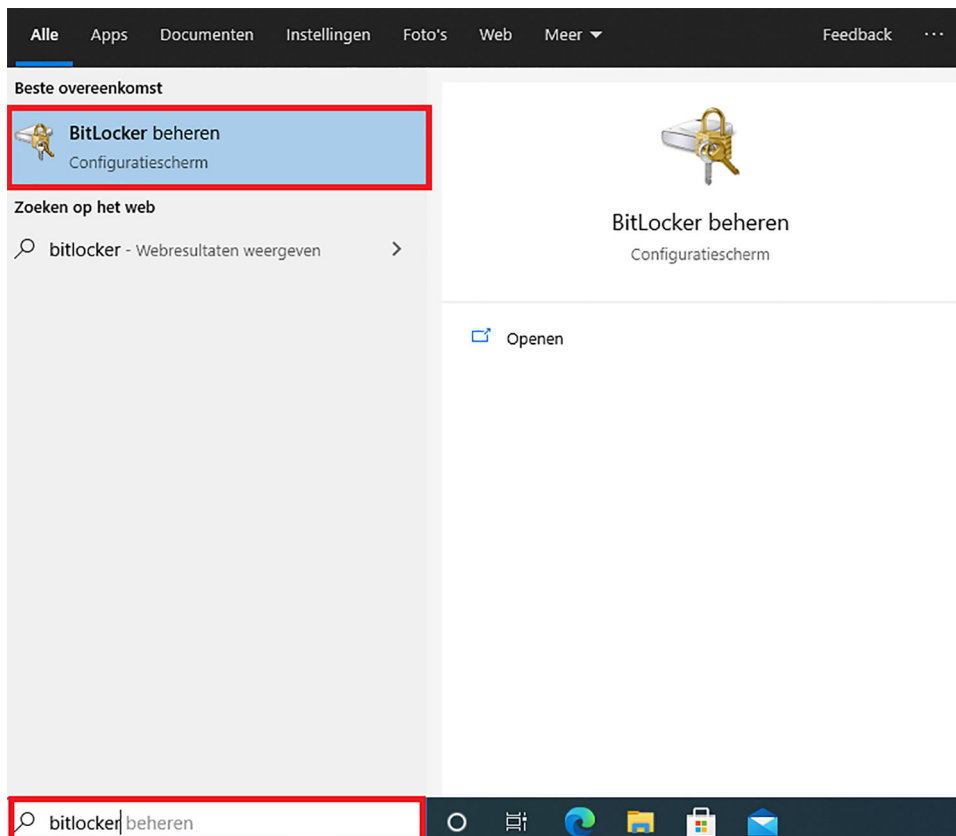 Alle Apps Documenten Instellingen Foto's Web Meer Feedback ...
Beste overeenkomst
BitLocker beheren
Configuratiescherm
Zoeken op het web
bitlocker - Webresultaten weergeven
BitLocker beheren
Configuratiescherm
Openen
bitlocker beheren